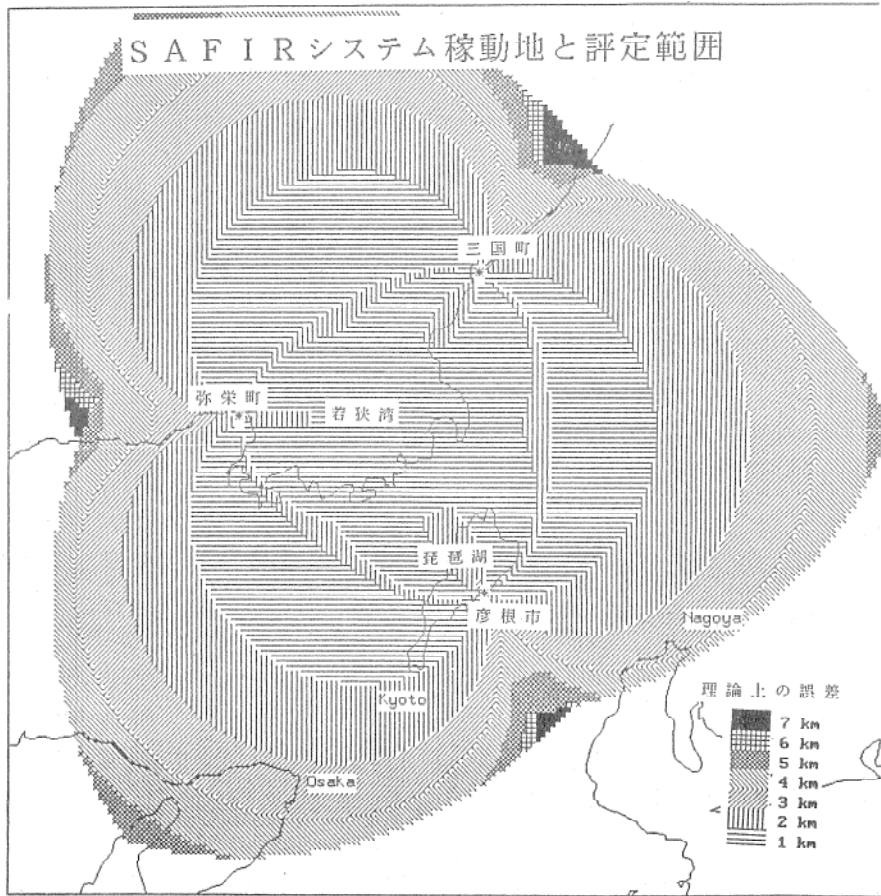 SAFIRシステム稼動地と評定範囲
三国町
弥栄町
若狭湾
琵琶湖
彦根市
Nagoya
Kyoto
Osaka
理論上の誤差
7 km
6 km
5 km
4 km
3 km
2 km
1 km